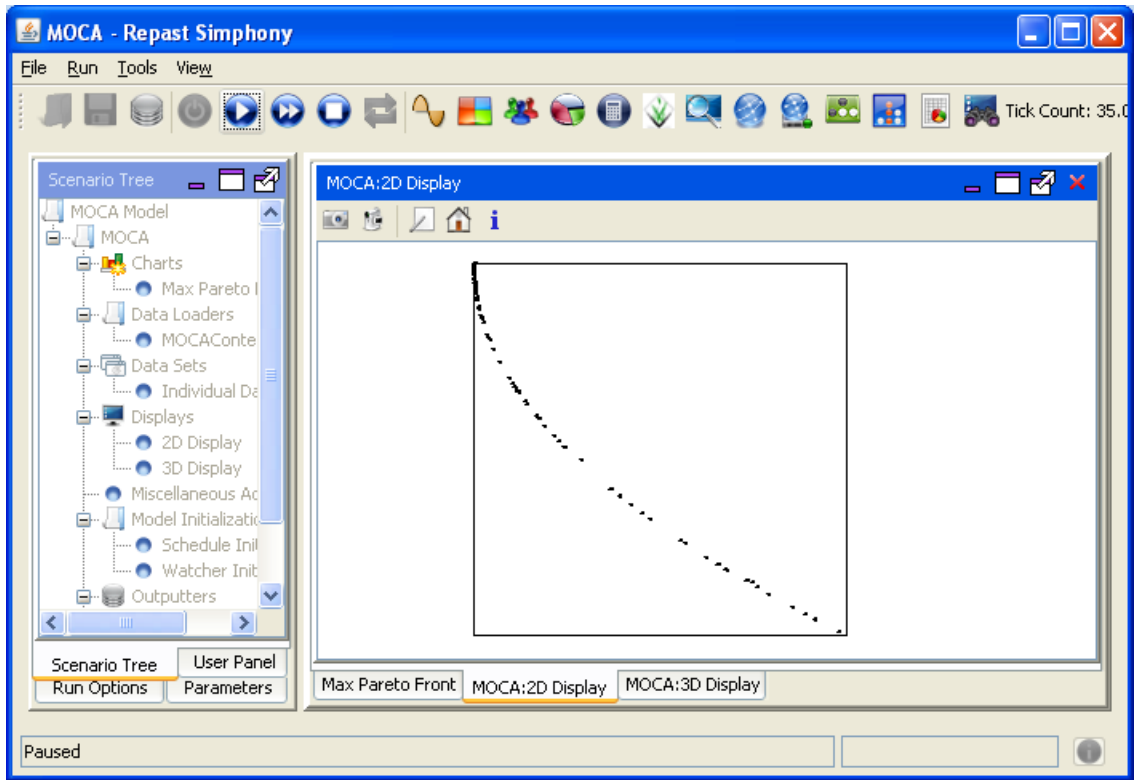 MOCA - Repast Simphony
File Run Tools View
Tick Count: 35.0
Scenario Tree
MOCA Model
MOCA
Charts
Max Pareto
Data Loaders
MOCAConte
Data Sets
Individual Da
Displays
2D Display
3D Display
Miscellaneous Ac
Model Initializatio
Schedule Init
Watcher Init
Outputters
Scenario Tree User Panel
Run Options Parameters
MOCA:2D Display
i
Max Pareto Front MOCA:2D Display MOCA:3D Display
Paused